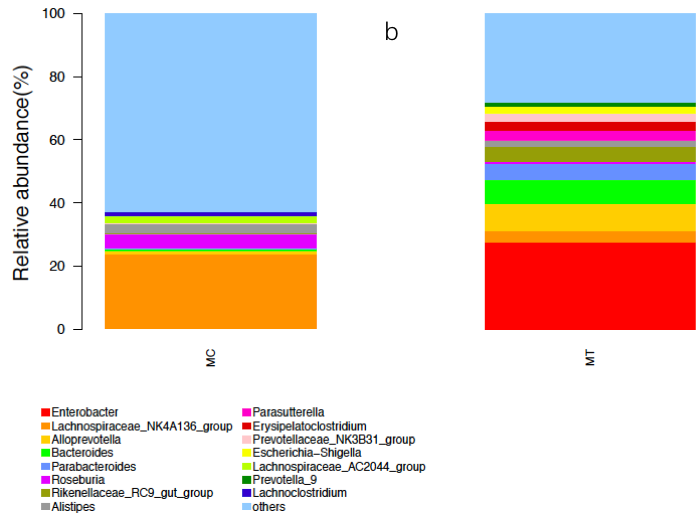 b
Relative abundance(%)
100
80
60
40
20
0
MC
MT
Enterobacter
Lachnospiraceae_NK4A136_group
Alloprevotella
Bacteroides
Parabacteroides
Roseburia
Rikenellaceae_RC9_gut_group
Alistipes
Parasutterella
Erysipelatoclostridium
Prevotellaceae_NK3B31_group
Escherichia−Shigella
Lachnospiraceae_AC2044_group
Prevotella_9
Lachnoclostridium
others